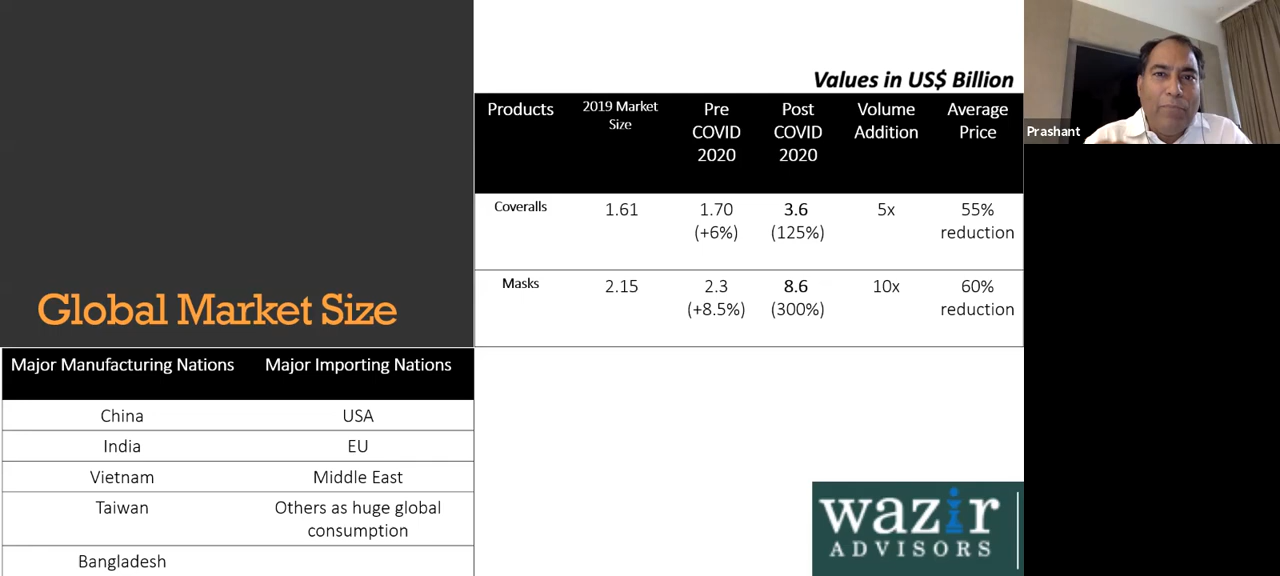 Values in US$ Billion
Products 2019 Market Pre Post Volume Average
Size COVID COVID Addition Price
2020 2020
Coveralls 1.61 1.70 3.6 5x 55%
(+6%) (125%) reduction
Masks 2.15 2.3 8.6 10x 60%
(+8.5%) (300%) reduction
Global Market Size
Major Manufacturing Nations Major Importing Nations
China USA
India EU
Vietnam Middle East
Taiwan Others as huge global
consumption
Bangladesh
wazir
ADVISORS
Prashant